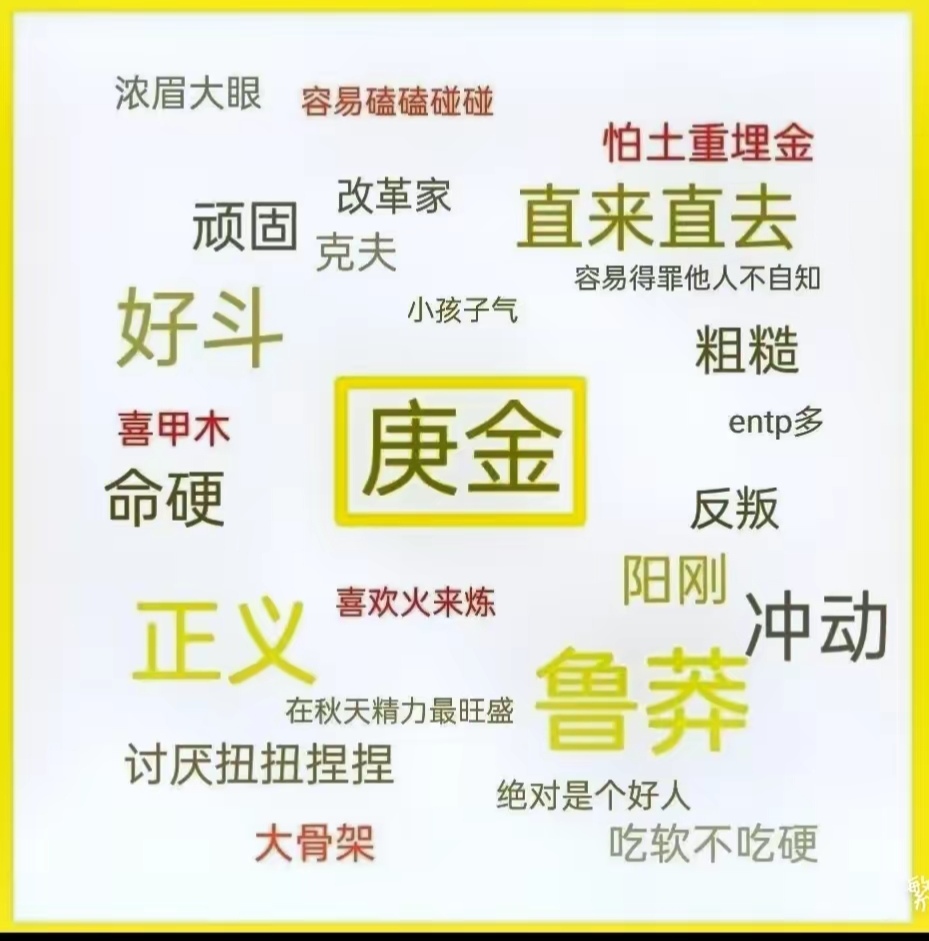 浓眉大眼
容易磕磕碰碰
怕土重埋金
改革家
直来直去
顽固
克夫
容易得罪他人不自知
小孩子气
好斗
粗糙
庚金
喜甲木
entp多
命硬
反叛
阳刚
喜欢火来炼
冲动
正义
鲁莽
在秋天精力最旺盛
讨厌扭扭捏捏
绝对是个好人
大骨架
吃软不吃硬